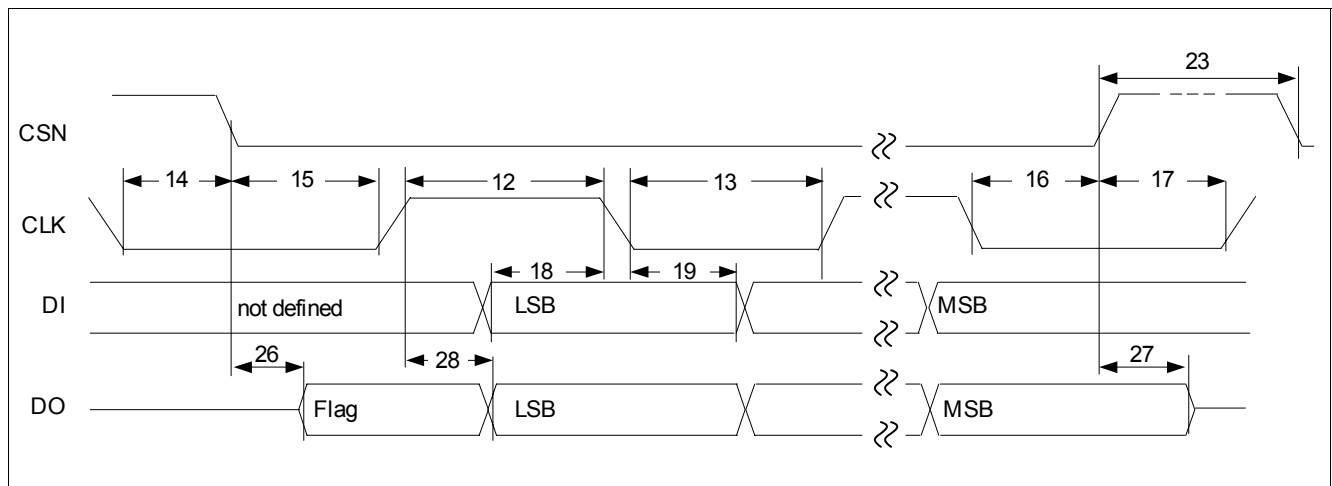 23
CSN
14 15 12 13 16 17
CLK
18 19
DI not defined LSB MSB
26 28 27
DO Flag LSB MSB